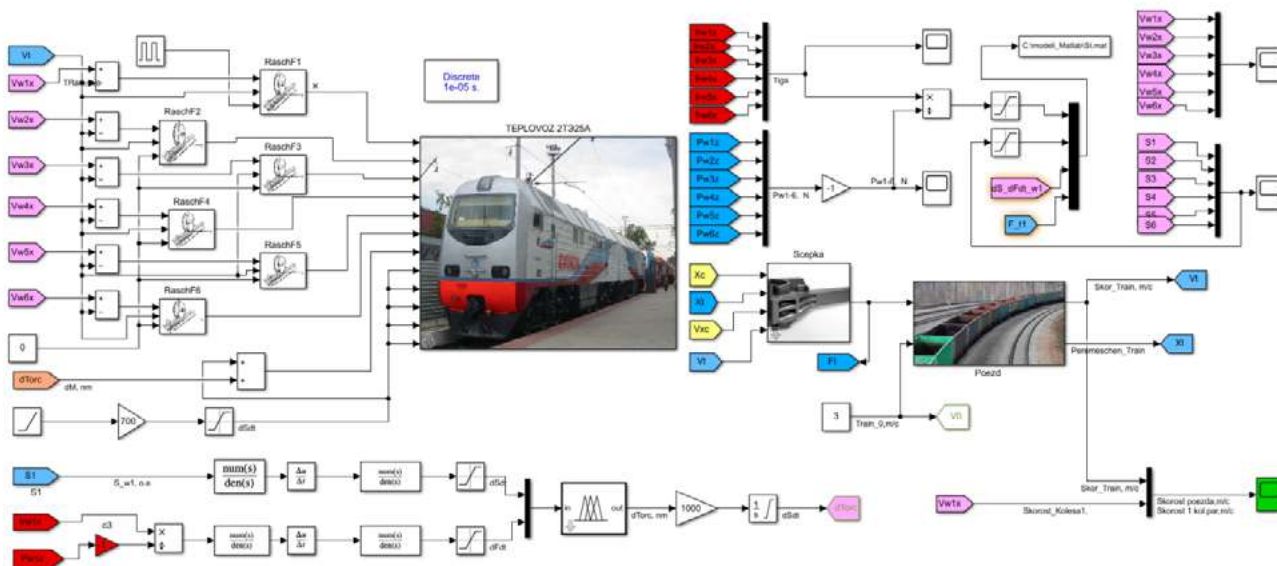 Vt
Vw1x
Vw2x
Vw3x
Vw4x
Vw5x
Vw6x
0
dTorc
dM, nm
700
dSdt
RaschF1
RaschF2
RaschF3
RaschF4
RaschF5
RaschF6
x
Discrete
1e-05 s.
TEPLOVOZ 2T325A
Tiga
C:\modeli_Matlab\St.mat
Vw1x
Vw2x
Vw3x
Vw4x
Vw5x
Vw6x
Pw1z
Pw2z
Pw3z
Pw4z
Pw5z
Pw6z
Pw1-6, N
-1
Pw1-6, N
dS_dFdt_w1
F_t1
S1
S2
S3
S4
S5
S6
Xc
Xt
Vxc
Vt
Scepka
Ft
Poezd
Skor_Train, m/c
Vt
Peremeschen_Train
Xt
3
Train_0,m/c
V0
S1
S1
S_w1, o.e
num(s)
den(s)
Δu
Δt
num(s)
den(s)
dSdt
c3
num(s)
den(s)
Δu
Δt
num(s)
den(s)
dFdt
in
out
dTorc, nm
1000
1
s
dSdt
dTorc
Skor_Train, m/c
Vw1x
Skorost_Kolesa1,
Skorost poezda,m/c
Skorost 1 kol.par,m/c